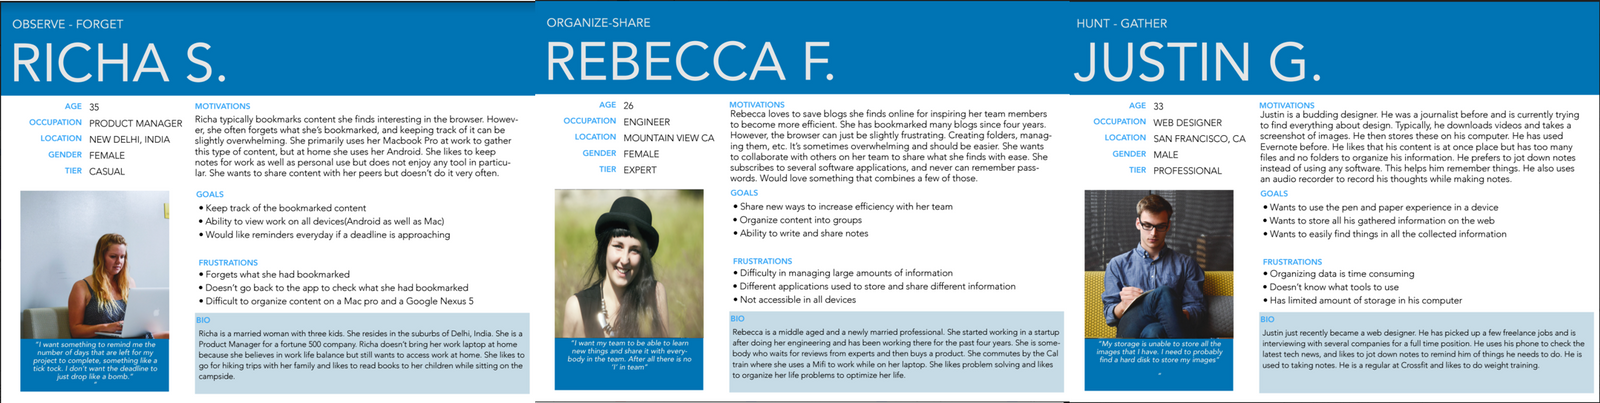 OBSERVE - FORGET
RICHA S.
AGE 35
OCCUPATION PRODUCT MANAGER
LOCATION NEW DELHI, INDIA
GENDER FEMALE
TIER CASUAL
"I want something to remind me the
number of days that are left for my
project to complete, something like a
tick tock. I don't want the deadline to
just drop like a bomb."
"
MOTIVATIONS
Richa typically bookmarks content she finds interesting in the browser. Howev-
er, she often forgets what she's bookmarked, and keeping track of it can be
slightly overwhelming. She primarily uses her Macbook Pro at work to gather
this type of content, but at home she uses her Android. She likes to keep
notes for work as well as personal use but does not enjoy any tool in particu-
lar. She wants to share content with her peers but doesn't do it very often.
GOALS
• Keep track of the bookmarked content
• Ability to view work on all devices(Android as well as Mac)
• Would like reminders everyday if a deadline is approaching
FRUSTRATIONS
• Forgets what she had bookmarked
• Doesn't go back to the app to check what she had bookmarked
• Difficult to organize content on a Mac pro and a Google Nexus 5
BIO
Richa is a married woman with three kids. She resides in the suburbs of Delhi, India. She is a
Product Manager for a fortune 500 company. Richa doesn't bring her work laptop at home
because she believes in work life balance but still wants to access work at home. She likes to
go for hiking trips with her family and likes to read books to her children while sitting on the
campside.
ORGANIZE-SHARE
REBECCA F.
AGE 26
OCCUPATION ENGINEER
LOCATION MOUNTAIN VIEW CA
GENDER FEMALE
TIER EXPERT
"I want my team to be able to learn
new things and share it with every-
body in the team. After all there is no
'I' in team"
MOTIVATIONS
Rebecca loves to save blogs she finds online for inspiring her team members
to become more efficient. She has bookmarked many blogs since four years.
However, the browser can just be slightly frustrating. Creating folders, manag-
ing them, etc. It's sometimes overwhelming and should be easier. She wants
to collaborate with others on her team to share what she finds with ease. She
subscribes to several software applications, and never can remember pass-
words. Would love something that combines a few of those.
GOALS
• Share new ways to increase efficiency with her team
• Organize content into groups
• Ability to write and share notes
FRUSTRATIONS
• Difficulty in managing large amounts of information
• Different applications used to store and share different information
• Not accessible in all devices
BIO
Rebecca is a middle aged and a newly married professional. She started working in a startup
after doing her engineering and has been working there for the past four years. She is some-
body who waits for reviews from experts and then buys a product. She commutes by the Cal
train where she uses a Mifi to work while on her laptop. She likes problem solving and likes
to organize her life problems to optimize her life.
HUNT - GATHER
JUSTIN G.
AGE 33
OCCUPATION WEB DESIGNER
LOCATION SAN FRANCISCO, CA
GENDER MALE
TIER PROFESSIONAL
"My storage is unable to store all the
images that I have. I need to probably
find a hard disk to store my images"
"
MOTIVATIONS
Justin is a budding designer. He was a journalist before and is currently trying
to find everything about design. Typically, he downloads videos and takes a
screenshot of images. He then stores these on his computer. He has used
Evernote before. He likes that his content is at once place but has too many
files and no folders to organize his information. He prefers to jot down notes
instead of using any software. This helps him remember things. He also uses
an audio recorder to record his thoughts while making notes.
GOALS
• Wants to use the pen and paper experience in a device
• Wants to store all his gathered information on the web
• Wants to easily find things in all the collected information
FRUSTRATIONS
• Organizing data is time consuming
• Doesn't know what tools to use
• Has limited amount of storage in his computer
BIO
Justin just recently became a web designer. He has picked up a few freelance jobs and is
interviewing with several companies for a full time position. He uses his phone to check the
latest tech news, and likes to jot down notes to remind him of things he needs to do. He is
used to taking notes. He is a regular at Crossfit and likes to do weight training.